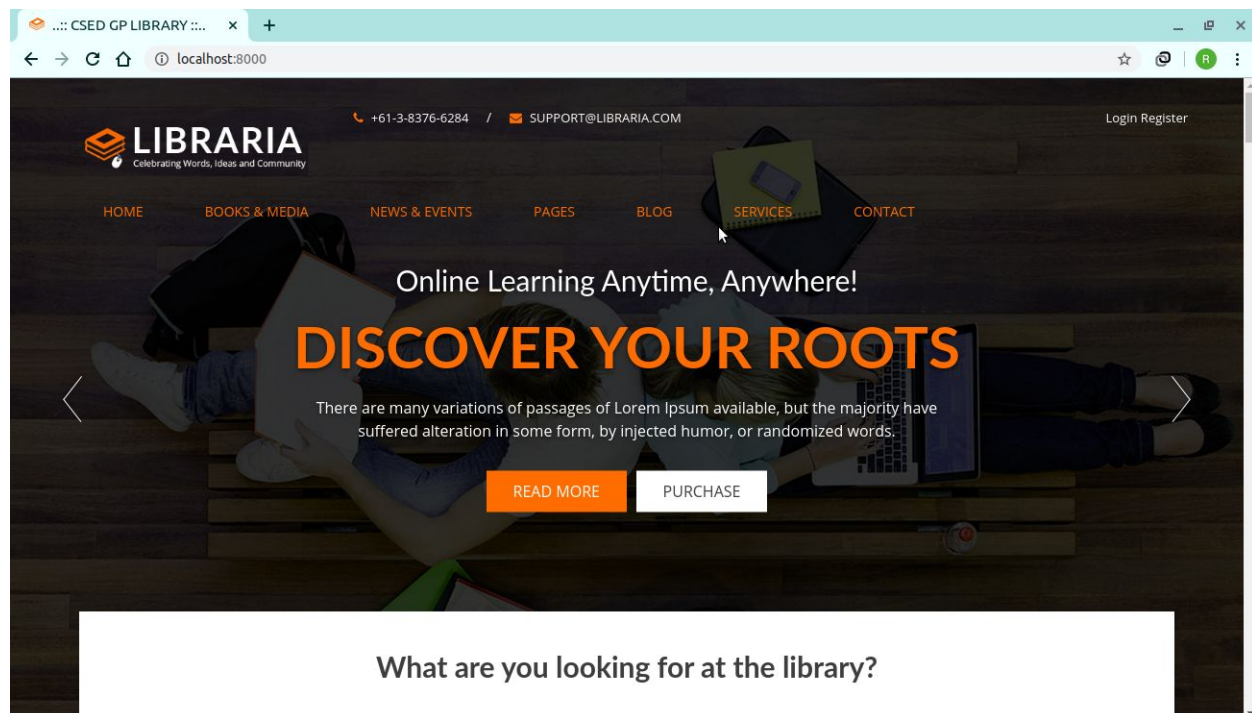 ..:: CSED GP LIBRARY ::..
localhost:8000
R
+61-3-8376-6284 / SUPPORT@LIBRARIA.COM
Login Register
LIBRARIA
Celebrating Words, Ideas and Community
HOME BOOKS & MEDIA NEWS & EVENTS PAGES BLOG SERVICES CONTACT
Online Learning Anytime, Anywhere!
DISCOVER YOUR ROOTS
There are many variations of passages of Lorem Ipsum available, but the majority have
suffered alteration in some form, by injected humor, or randomized words.
READ MORE PURCHASE
What are you looking for at the library?